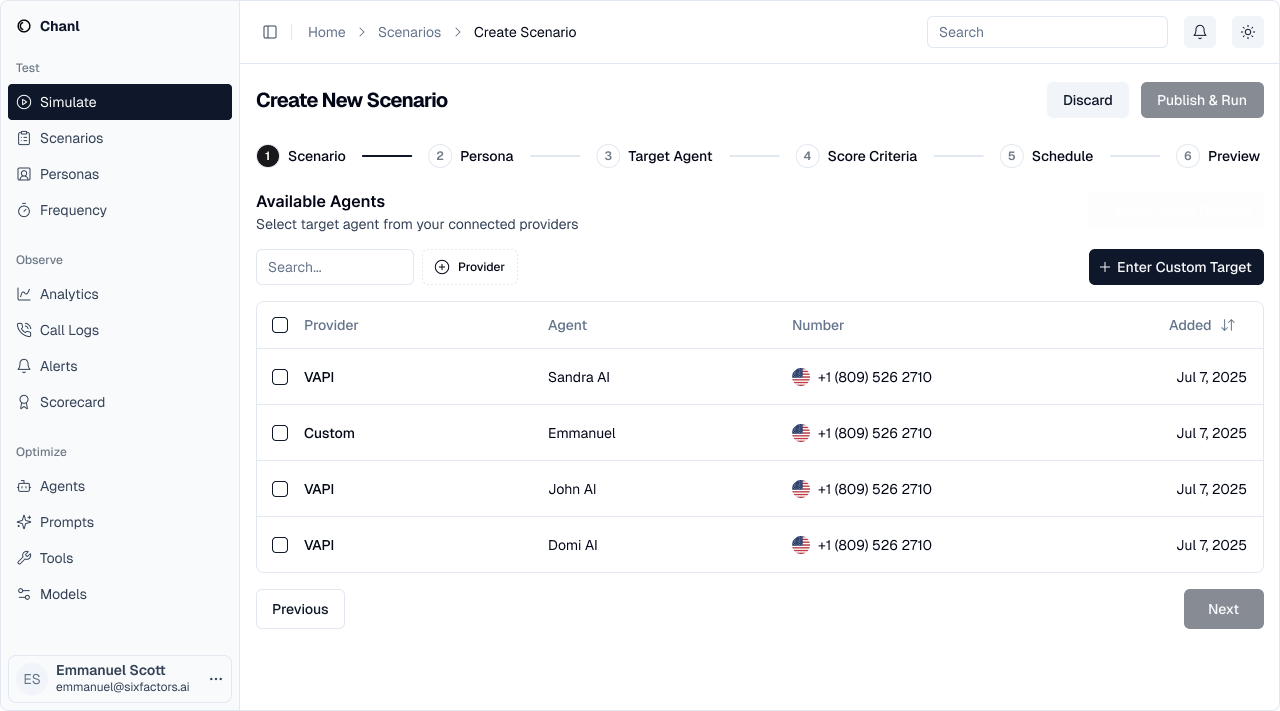 Chanl
Test
Simulate
Scenarios
Personas
Frequency
Observe
Analytics
Call Logs
Alerts
Scorecard
Optimize
Agents
Prompts
Tools
Models
ES
Emmanuel Scott
emmanuel@sixfactors.ai
Home Scenarios Create Scenario
Search
Create New Scenario
Discard
Publish & Run
1 Scenario 2 Persona 3 Target Agent 4 Score Criteria 5 Schedule 6 Preview
Available Agents
Select target agent from your connected providers
Search...
Provider
Enter Custom Target
Provider Agent Number Added
VAPI Sandra AI +1 (809) 526 2710 Jul 7, 2025
Custom Emmanuel +1 (809) 526 2710 Jul 7, 2025
VAPI John AI +1 (809) 526 2710 Jul 7, 2025
VAPI Domi AI +1 (809) 526 2710 Jul 7, 2025
Previous
Next